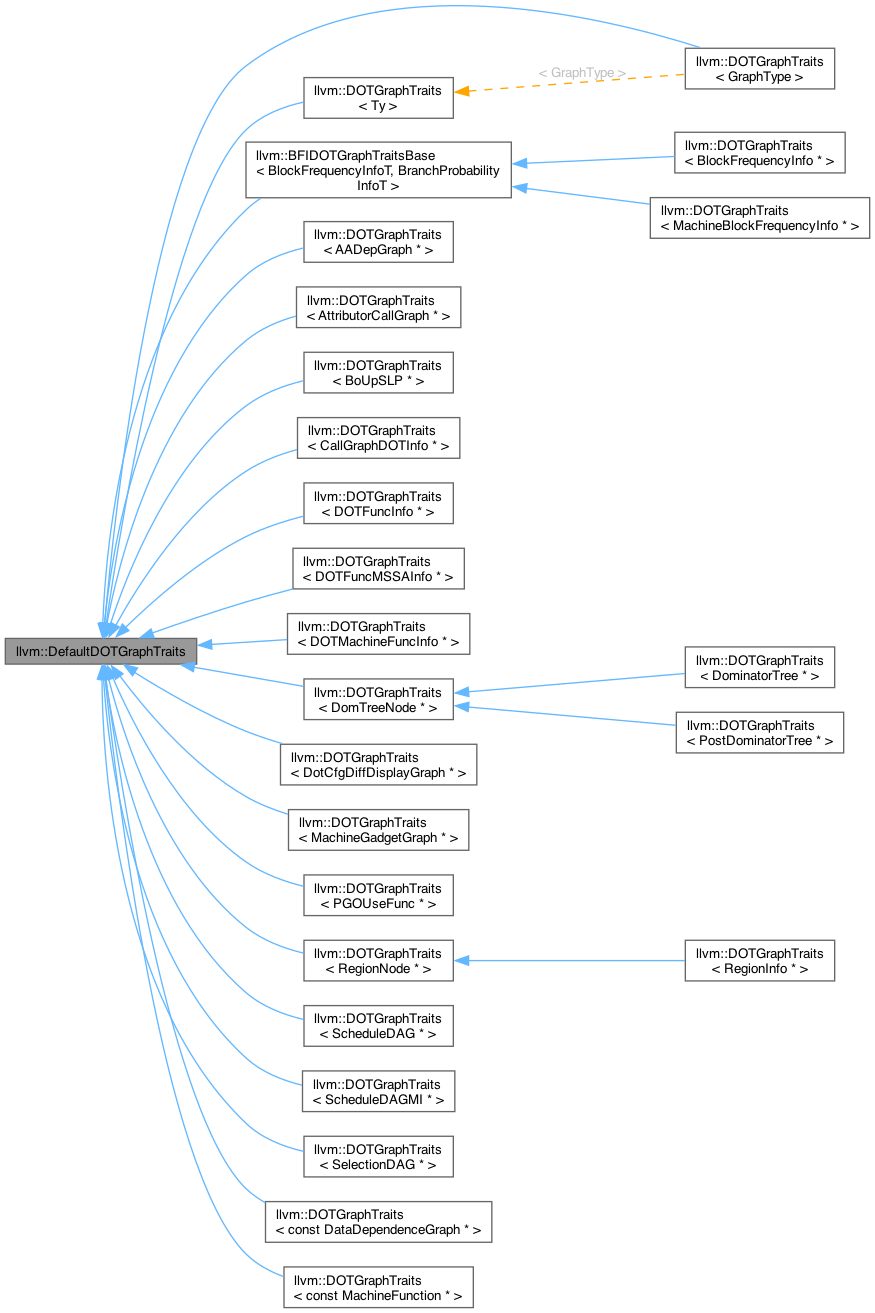 llvm::DOTGraphTraits
< GraphType >
< GraphType >
llvm::DOTGraphTraits
< Ty >
llvm::BFIDOTGraphTraitsBase
< BlockFrequencyInfoT, BranchProbability
InfoT >
llvm::DOTGraphTraits
< BlockFrequencyInfo * >
llvm::DOTGraphTraits
< MachineBlockFrequencyInfo * >
llvm::DOTGraphTraits
< AADepGraph * >
llvm::DOTGraphTraits
< AttributorCallGraph * >
llvm::DOTGraphTraits
< BoUpSLP * >
llvm::DOTGraphTraits
< CallGraphDOTInfo * >
llvm::DOTGraphTraits
< DOTFuncInfo * >
llvm::DOTGraphTraits
< DOTFuncMSSAInfo * >
llvm::DOTGraphTraits
< DOTMachineFuncInfo * >
llvm::DefaultDOTGraphTraits
llvm::DOTGraphTraits
< DomTreeNode * >
llvm::DOTGraphTraits
< DominatorTree * >
llvm::DOTGraphTraits
< PostDominatorTree * >
llvm::DOTGraphTraits
< DotCfgDiffDisplayGraph * >
llvm::DOTGraphTraits
< MachineGadgetGraph * >
llvm::DOTGraphTraits
< PGOUseFunc * >
llvm::DOTGraphTraits
< RegionNode * >
llvm::DOTGraphTraits
< RegionInfo * >
llvm::DOTGraphTraits
< ScheduleDAG * >
llvm::DOTGraphTraits
< ScheduleDAGMI * >
llvm::DOTGraphTraits
< SelectionDAG * >
llvm::DOTGraphTraits
< const DataDependenceGraph * >
llvm::DOTGraphTraits
< const MachineFunction * >